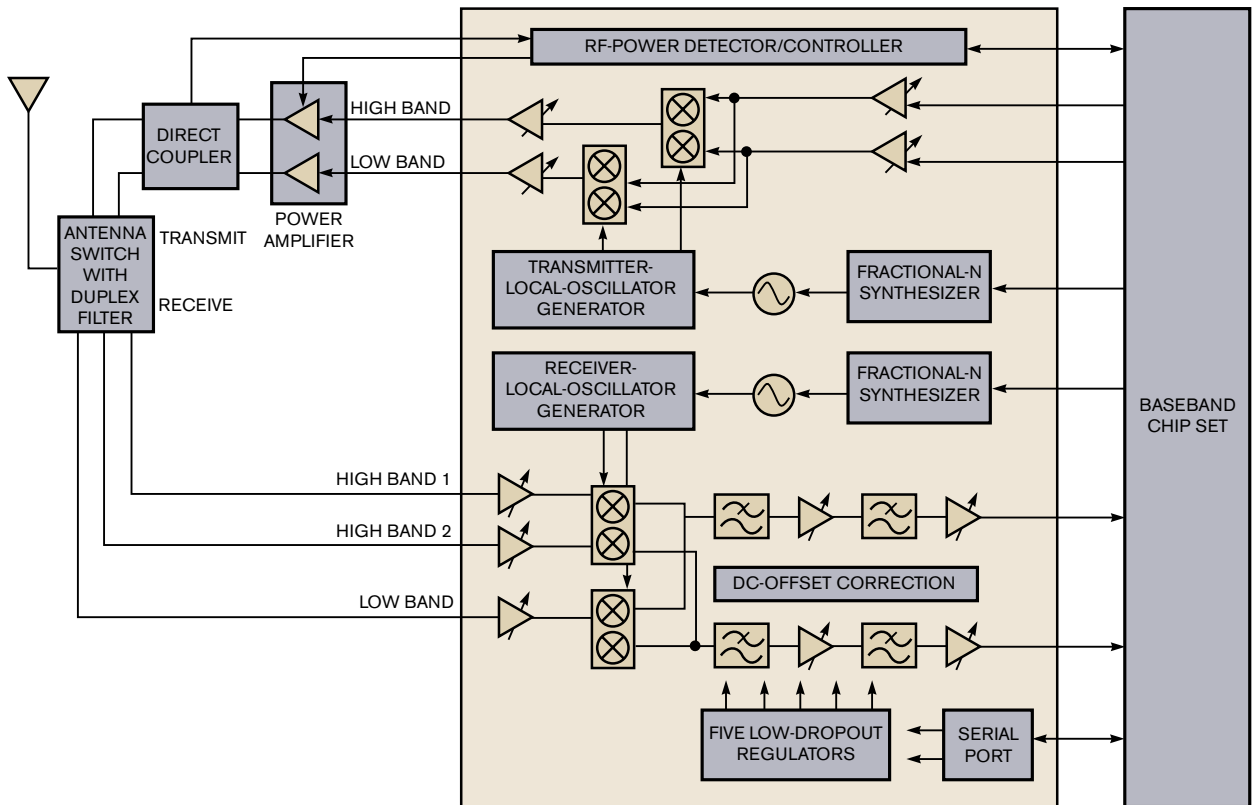 RF-POWER DETECTOR/CONTROLLER
HIGH BAND
DIRECT
COUPLER
LOW BAND
POWER
AMPLIFIER
ANTENNA
SWITCH
WITH
DUPLEX
FILTER
TRANSMIT
RECEIVE
TRANSMITTER-
LOCAL-OSCILLATOR
GENERATOR
FRACTIONAL-N
SYNTHESIZER
RECEIVER-
LOCAL-OSCILLATOR
GENERATOR
FRACTIONAL-N
SYNTHESIZER
BASEBAND
CHIP SET
HIGH BAND 1
HIGH BAND 2
LOW BAND
DC-OFFSET CORRECTION
FIVE LOW-DROPOUT
REGULATORS
SERIAL
PORT